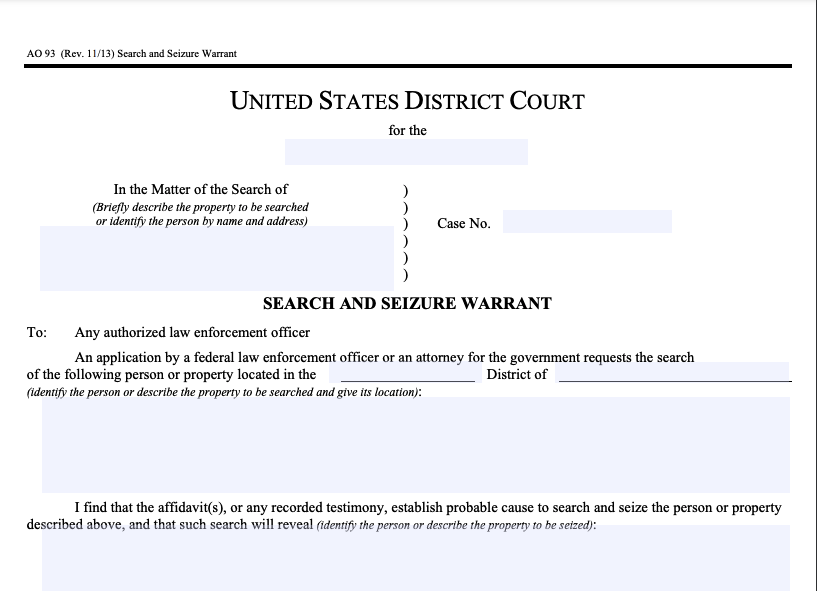 AO 93 (Rev. 11/13) Search and Seizure Warrant
UNITED STATES DISTRICT COURT
for the
In the Matter of the Search of
(Briefly describe the property to be searched
or identify the person by name and address)
)
)
)
)
)
)
Case No.
SEARCH AND SEIZURE WARRANT
To: Any authorized law enforcement officer
An application by a federal law enforcement officer or an attorney for the government requests the search
of the following person or property located in the District of
(identify the person or describe the property to be searched and give its location):
I find that the affidavit(s), or any recorded testimony, establish probable cause to search and seize the person or property
described above, and that such search will reveal (identify the person or describe the property to be seized):